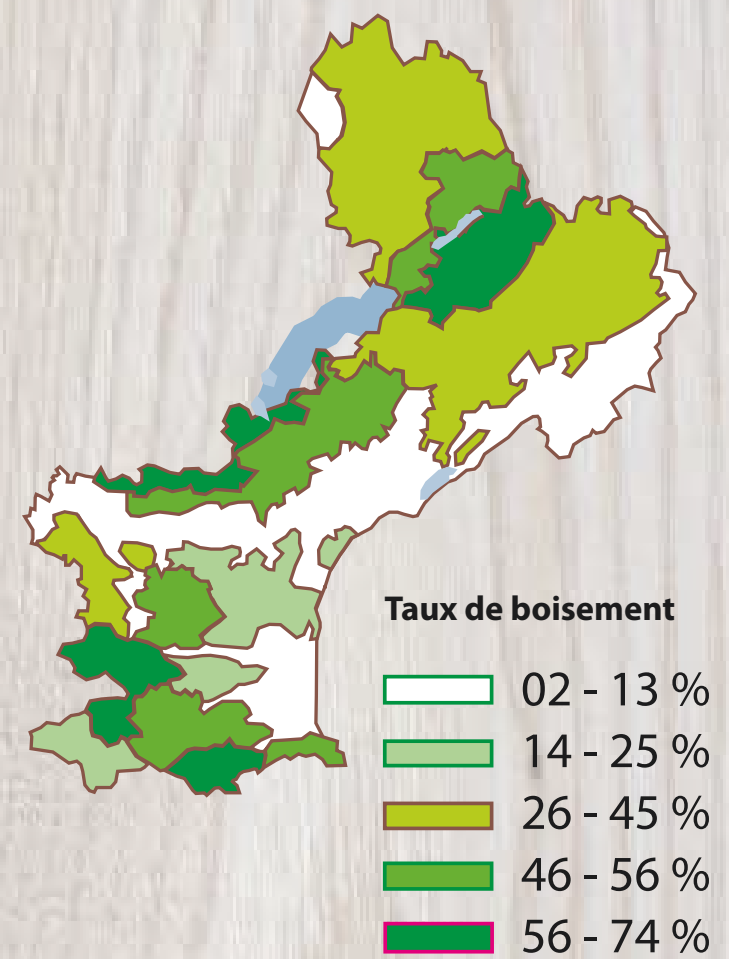 Taux de boisement
02 - 13 %
14 - 25 %
26 - 45 %
46 - 56 %
56 - 74 %